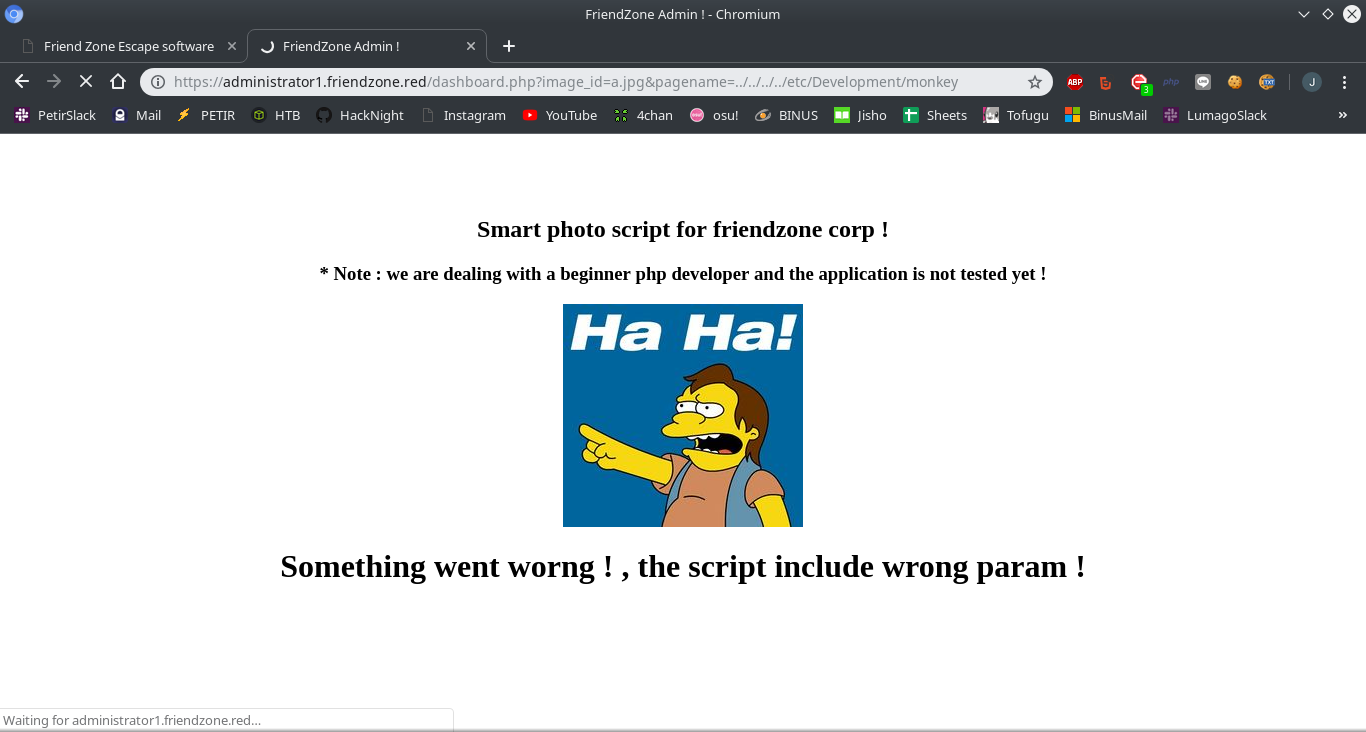 FriendZone Admin ! - Chromium
Friend Zone Escape software
FriendZone Admin !
https://administrator1.friendzone.red/dashboard.php?image_id=a.jpg&pagename=../../../../etc/Development/monkey
ABP
3
php
LINE
TXT
J
PetirSlack
Mail
PETIR
HTB
HackNight
Instagram
YouTube
4chan
osu!
BINUS
Jisho
Sheets
Tofugu
BinusMail
LumagoSlack
»
Smart photo script for friendzone corp !
* Note : we are dealing with a beginner php developer and the application is not tested yet !
Ha Ha!
Something went worng ! , the script include wrong param !
Waiting for administrator1.friendzone.red...